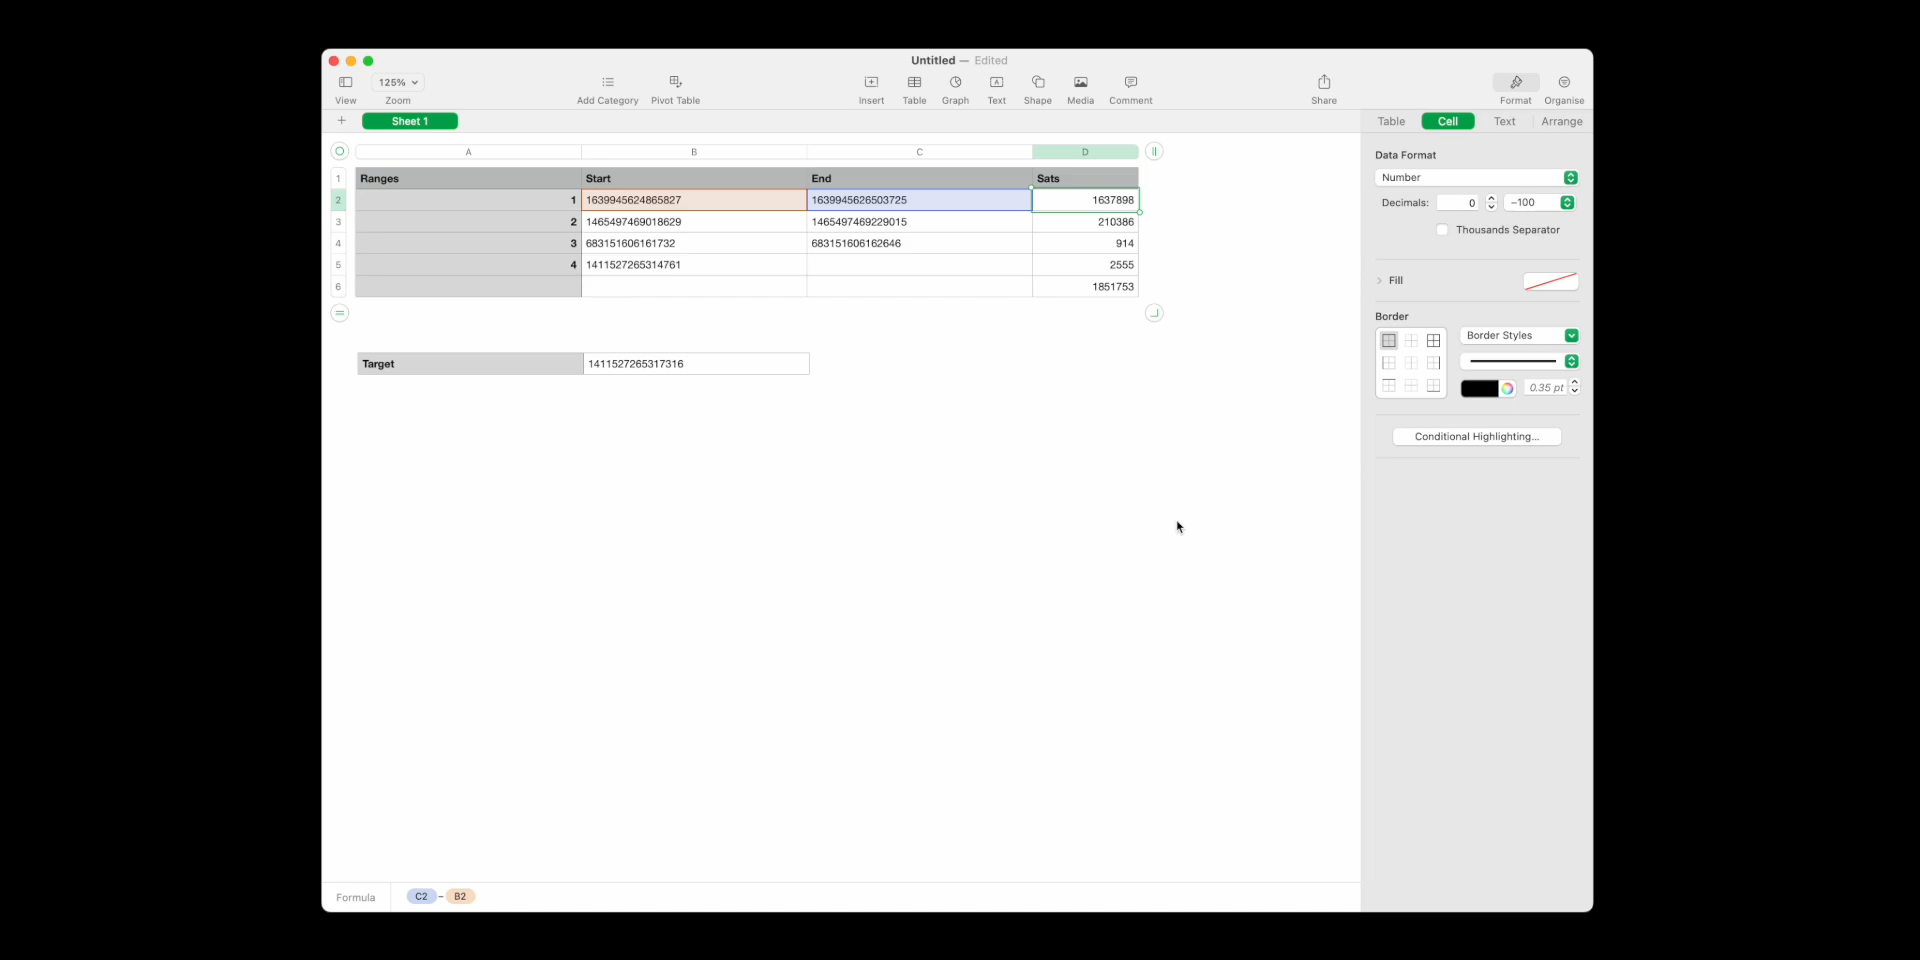 Untitled — Edited
125%
View Zoom Add Category Pivot Table Insert Table Graph Text Shape Media Comment Share Format Organise
+ Sheet 1 Table Cell Text Arrange
A B C D
1 Ranges Start End Sats
2 1 1639945624865827 1639945626503725 1637898
3 2 1465497469018629 1465497469229015 210386
4 3 683151606161732 683151606162646 914
5 4 1411527265314761 2555
6 1851753
Target 1411527265317316
Data Format
Number
Decimals: 0 –100
Thousands Separator
Fill
Border
Border Styles
0.35 pt
Conditional Highlighting...
Formula C2 – B2